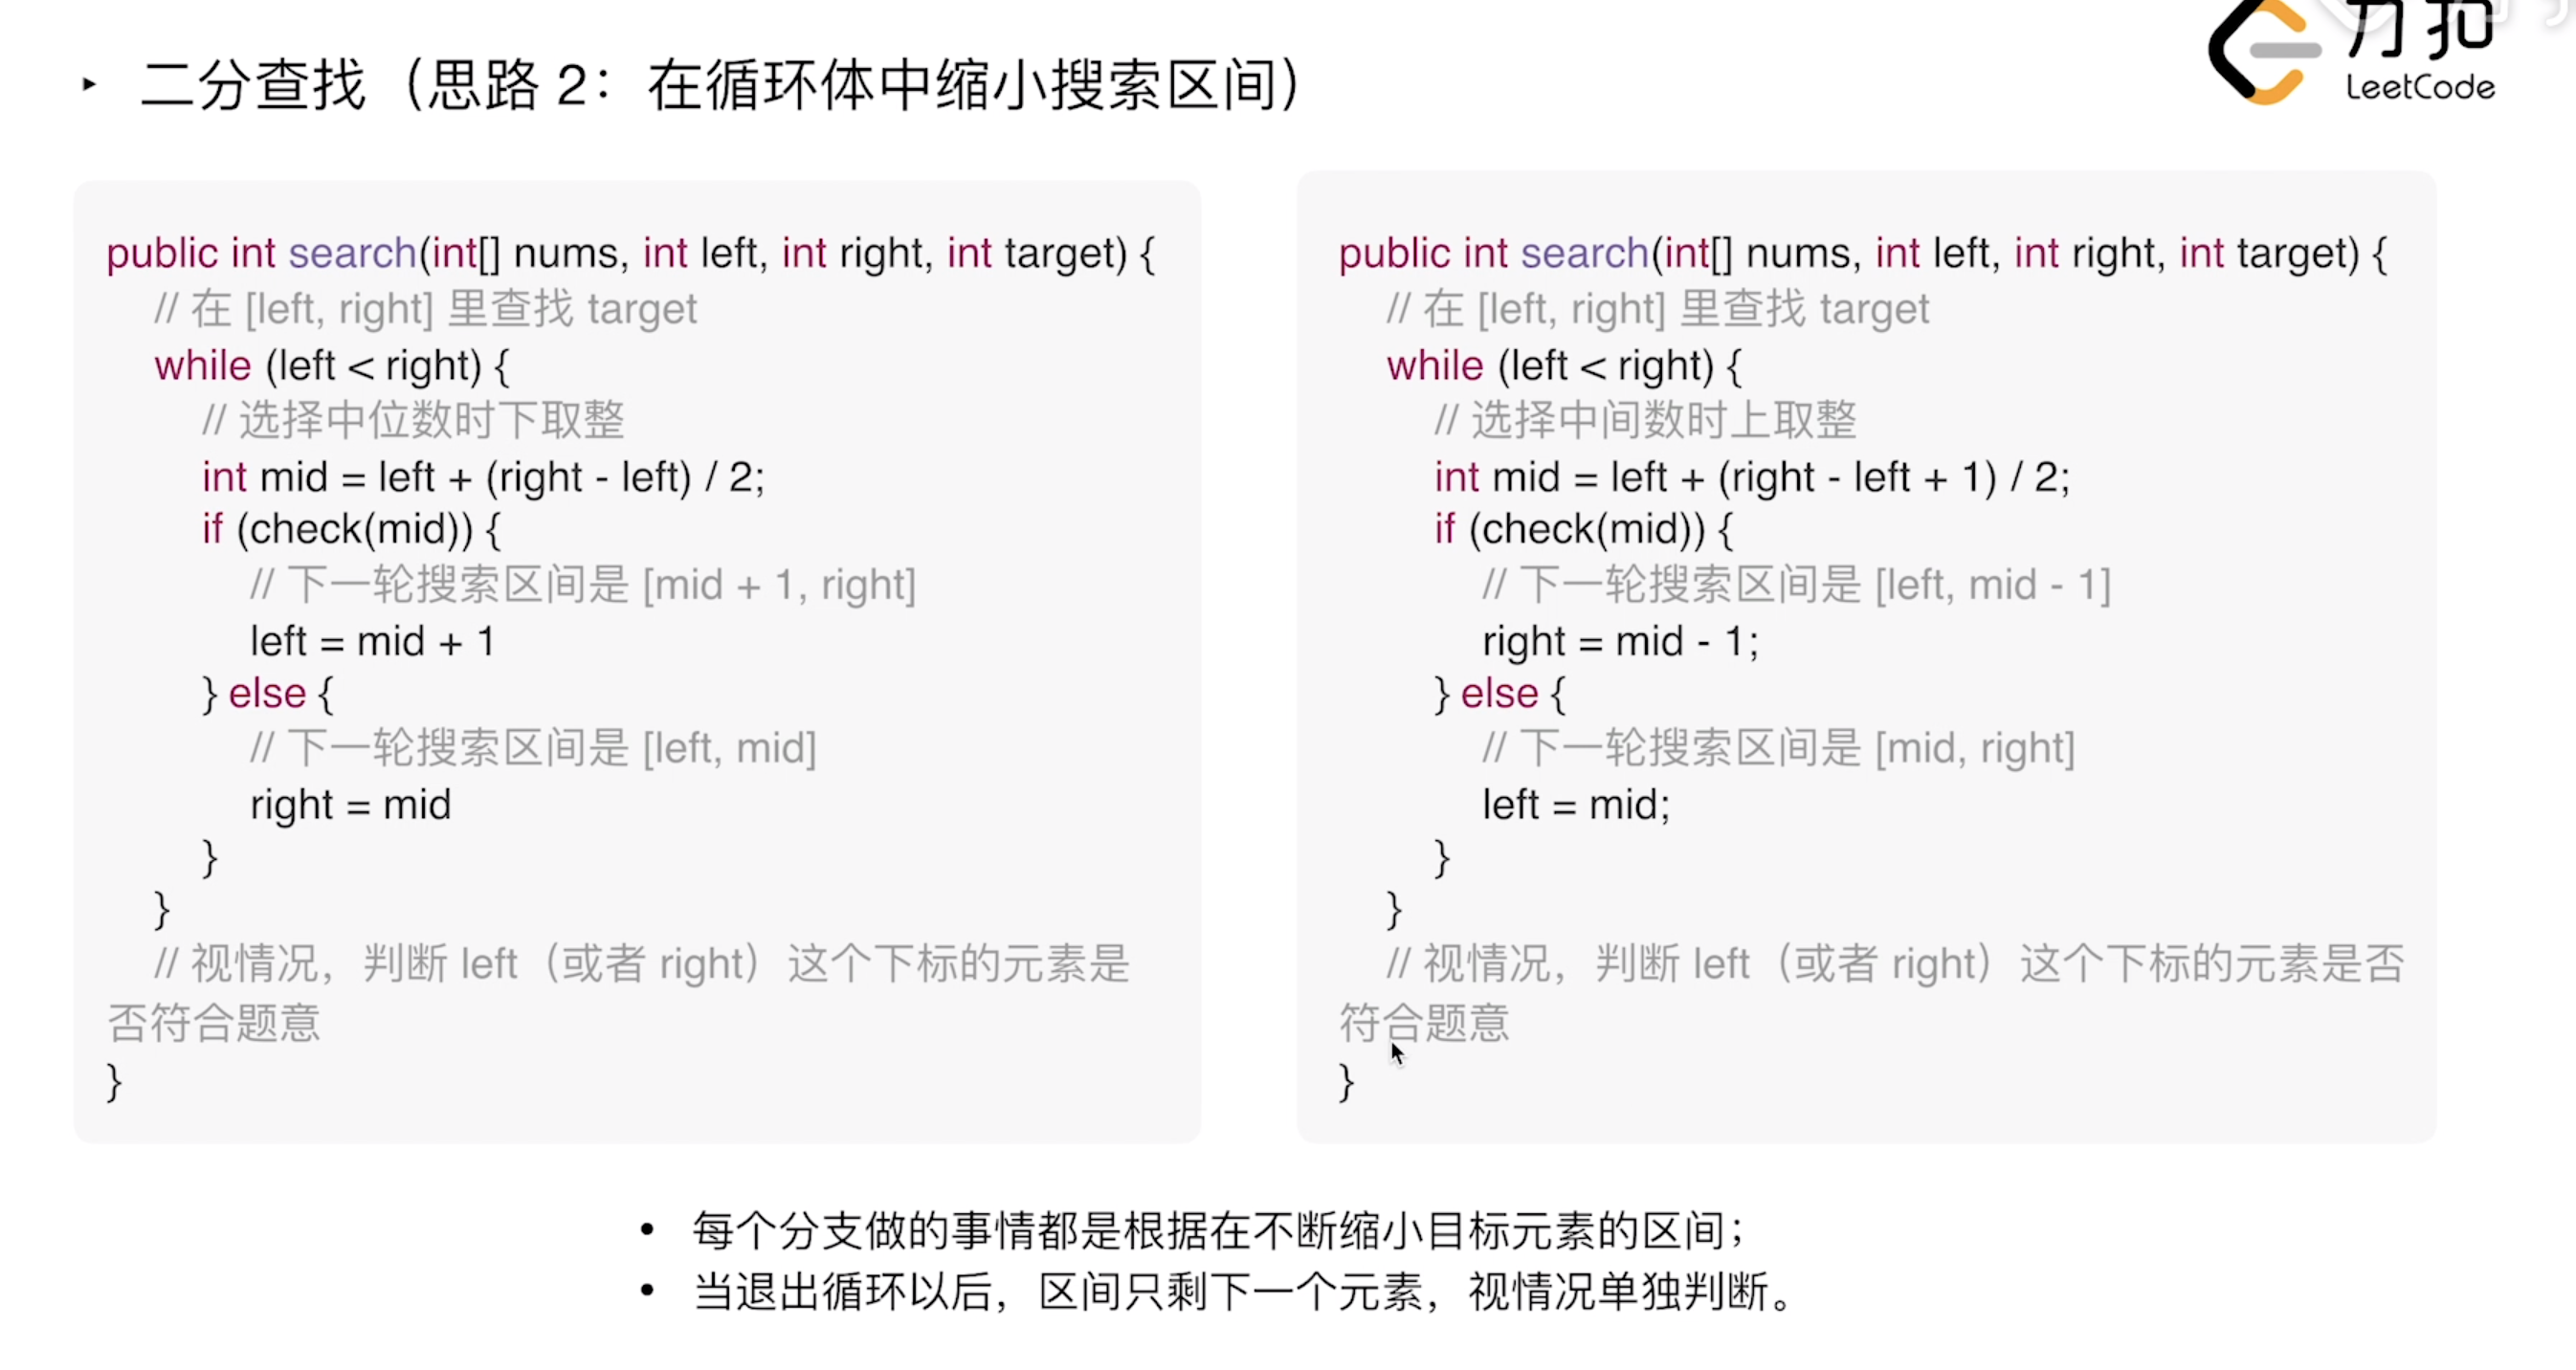 二分查找（思路 2：在循环体中缩小搜索区间）
力扣
LeetCode
public int search(int[] nums, int left, int right, int target) {
// 在 [left, right] 里查找 target
while (left < right) {
// 选择中位数时下取整
int mid = left + (right - left) / 2;
if (check(mid)) {
// 下一轮搜索区间是 [mid + 1, right]
left = mid + 1
} else {
// 下一轮搜索区间是 [left, mid]
right = mid
}
}
// 视情况，判断 left（或者 right）这个下标的元素是
否符合题意
}
public int search(int[] nums, int left, int right, int target) {
// 在 [left, right] 里查找 target
while (left < right) {
// 选择中间数时上取整
int mid = left + (right - left + 1) / 2;
if (check(mid)) {
// 下一轮搜索区间是 [left, mid - 1]
right = mid - 1;
} else {
// 下一轮搜索区间是 [mid, right]
left = mid;
}
}
// 视情况，判断 left（或者 right）这个下标的元素是否
符合题意
}
• 每个分支做的事情都是根据在不断缩小目标元素的区间；
• 当退出循环以后，区间只剩下一个元素，视情况单独判断。